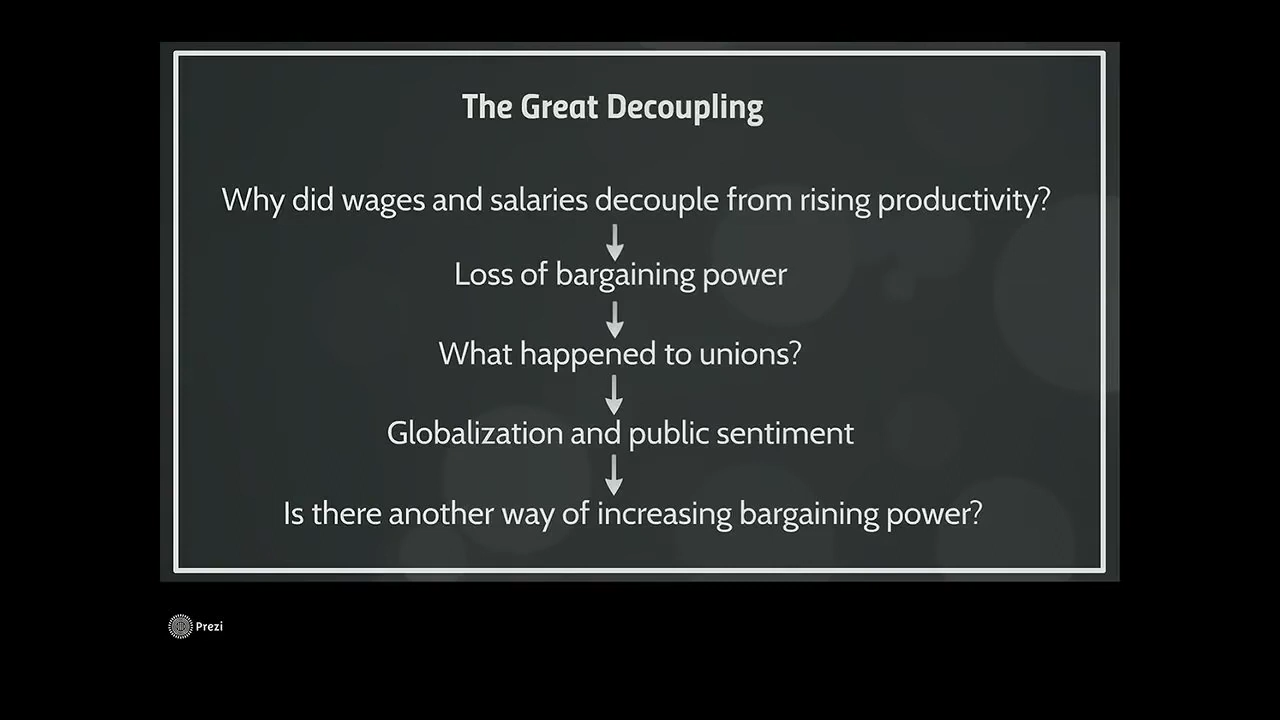 The Great Decoupling
Why did wages and salaries decouple from rising productivity?
Loss of bargaining power
What happened to unions?
Globalization and public sentiment
Is there another way of increasing bargaining power?
Prezi